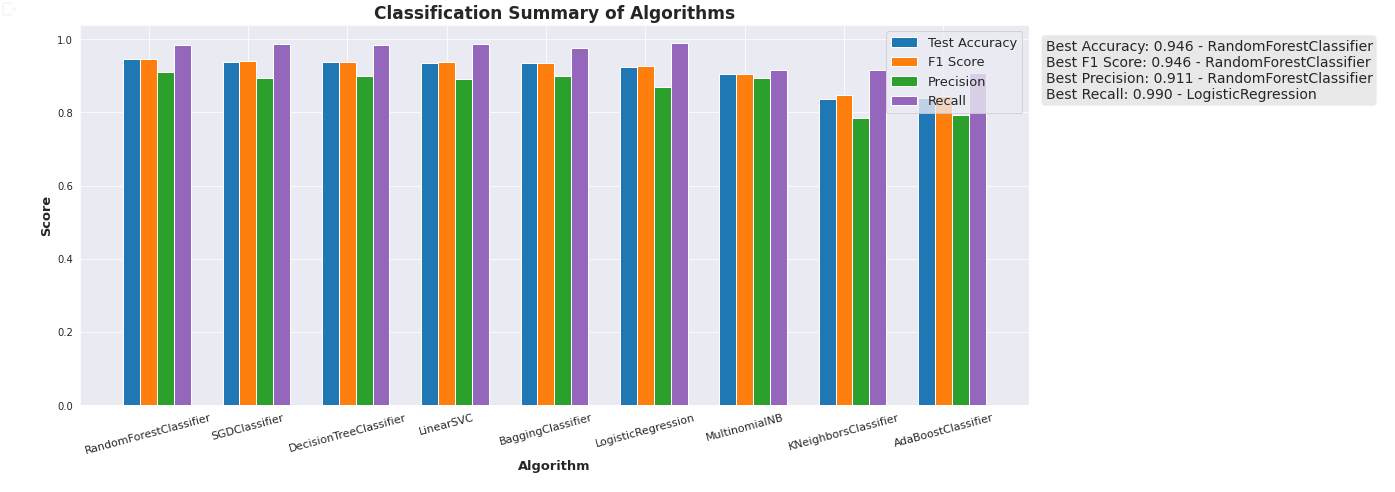 Classification Summary of Algorithms
1.0
0.8
0.6
0.4
0.2
0.0
Score
Test Accuracy
F1 Score
Precision
Recall
Best Accuracy: 0.946 - RandomForestClassifier
Best F1 Score: 0.946 - RandomForestClassifier
Best Precision: 0.911 - RandomForestClassifier
Best Recall: 0.990 - LogisticRegression
RandomForestClassifier
SGDClassifier
DecisionTreeClassifier
LinearSVC
BaggingClassifier
LogisticRegression
MultinomialNB
KNeighborsClassifier
AdaBoostClassifier
Algorithm